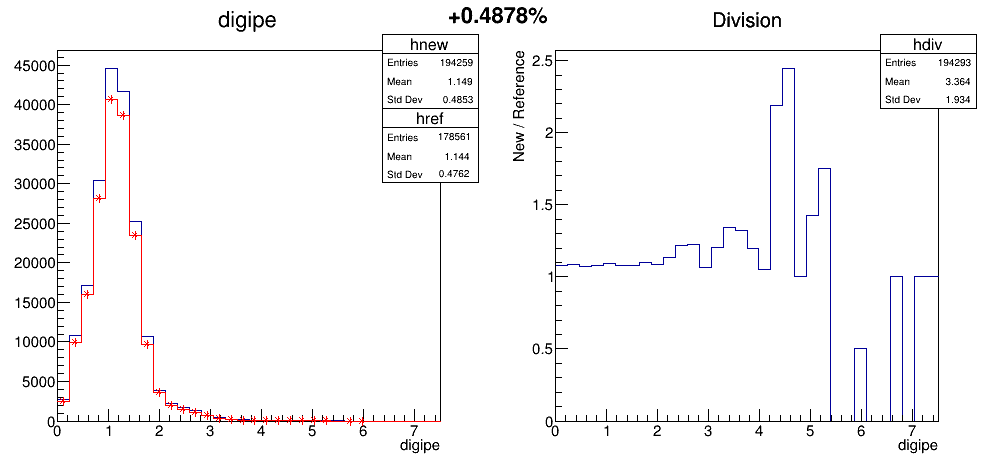 digipe
+0.4878%
Division
hnew
Entries 194259
Mean 1.149
Std Dev 0.4853
href
Entries 178561
Mean 1.144
Std Dev 0.4762
45000
40000
35000
30000
25000
20000
15000
10000
5000
0
0 1 2 3 4 5 6 7
digipe
hdiv
Entries 194293
Mean 3.364
Std Dev 1.934
New / Reference
2.5
2
1.5
1
0.5
0
0 1 2 3 4 5 6 7
digipe